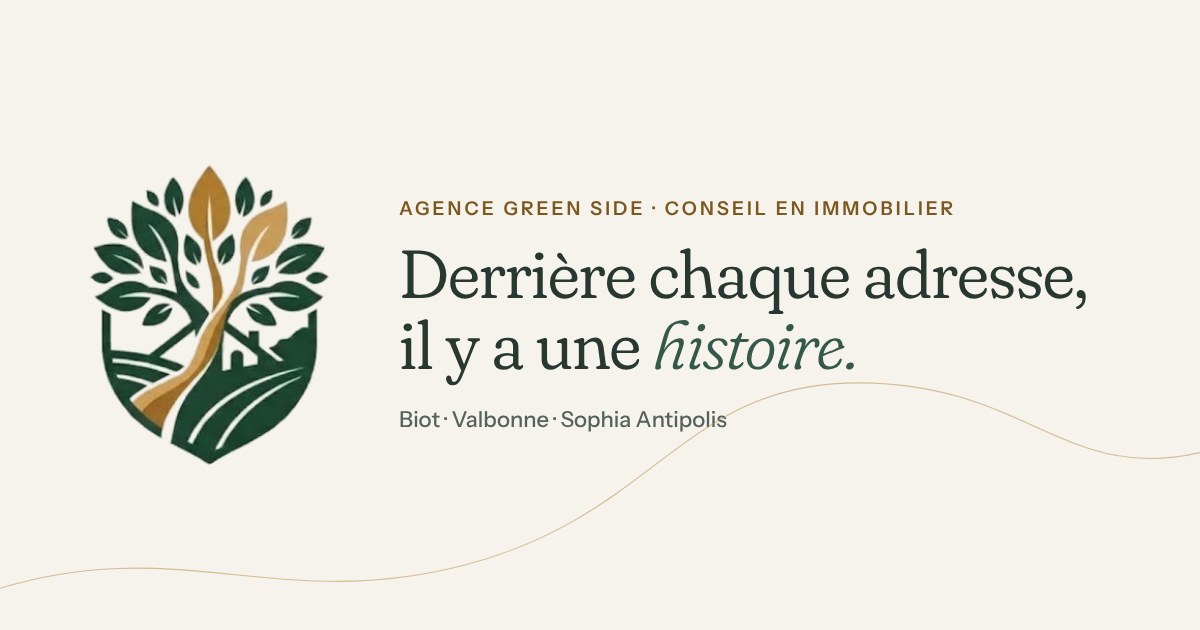 AGENCE GREEN SIDE · CONSEIL EN IMMOBILIER
Derrière chaque adresse,
il y a une histoire.
Biot · Valbonne · Sophia Antipolis